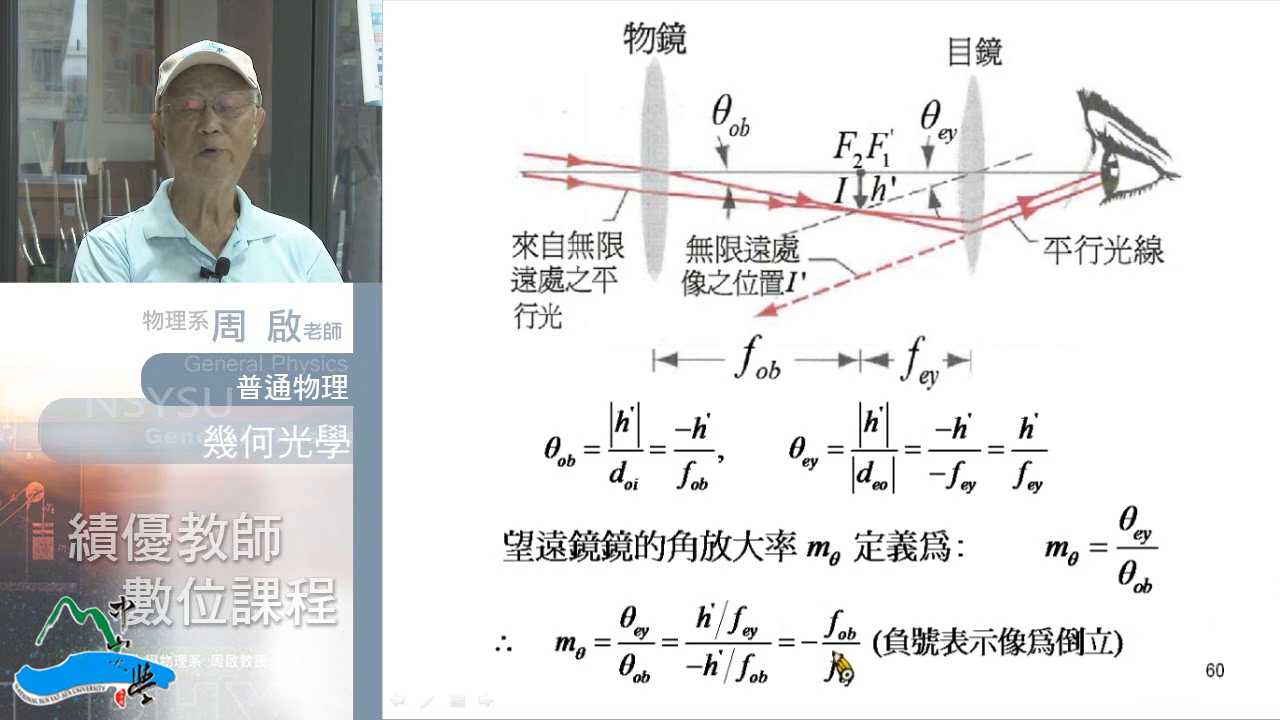 物理系周 啟老師
General Physics
普通物理
NSYSU
幾何光學
績優教師
數位課程
物鏡
目鏡
θob
θey
F2 F1'
I h'
來自無限
遠處之平
行光
無限遠處
像之位置I'
平行光線
fob
fey
θob = |h'| / doi = -h' / fob, θey = |h'| / |deo| = -h' / -fey = h' / fey
望遠鏡鏡的角放大率 mθ 定義為: mθ = θey / θob
∴ mθ = θey / θob = h'/fey / -h'/fob = - fob / (負號表示像為倒立)
60